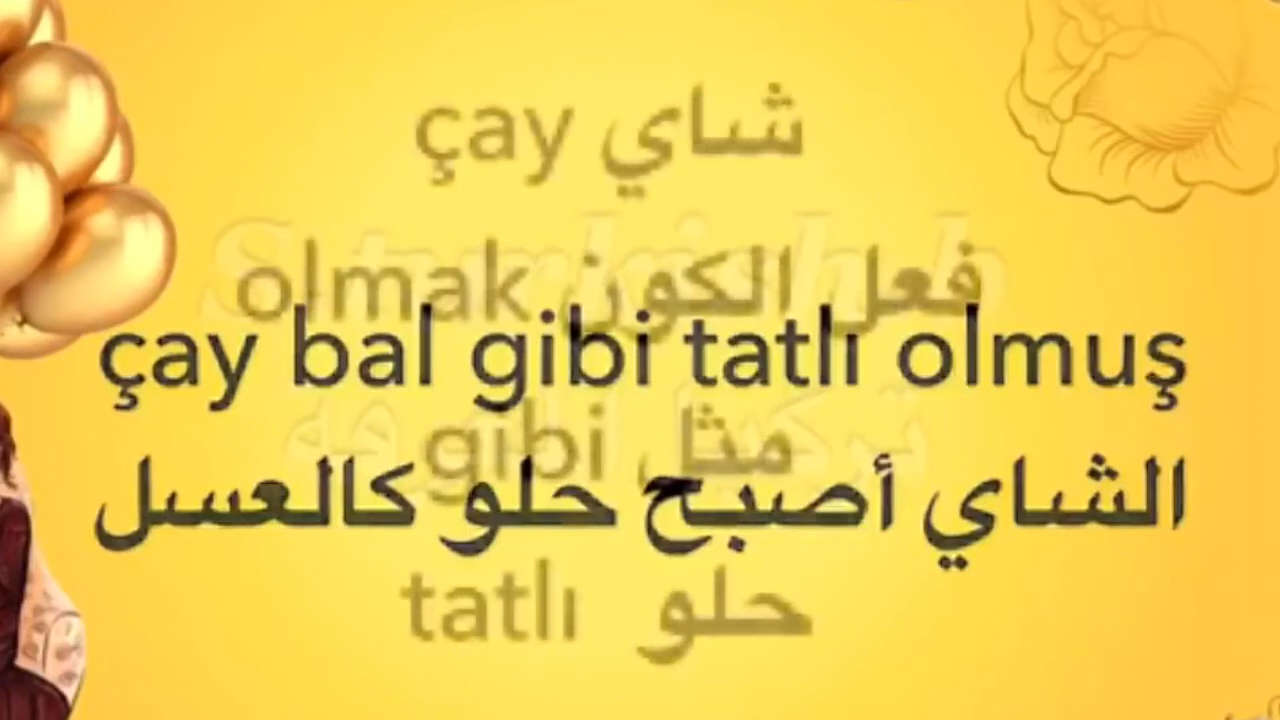 çay شاي
olmak فعل الكون
çay bal gibi tatlı olmuş
gibi مثل
الشاي أصبح حلو كالعسل
tatlı حلو